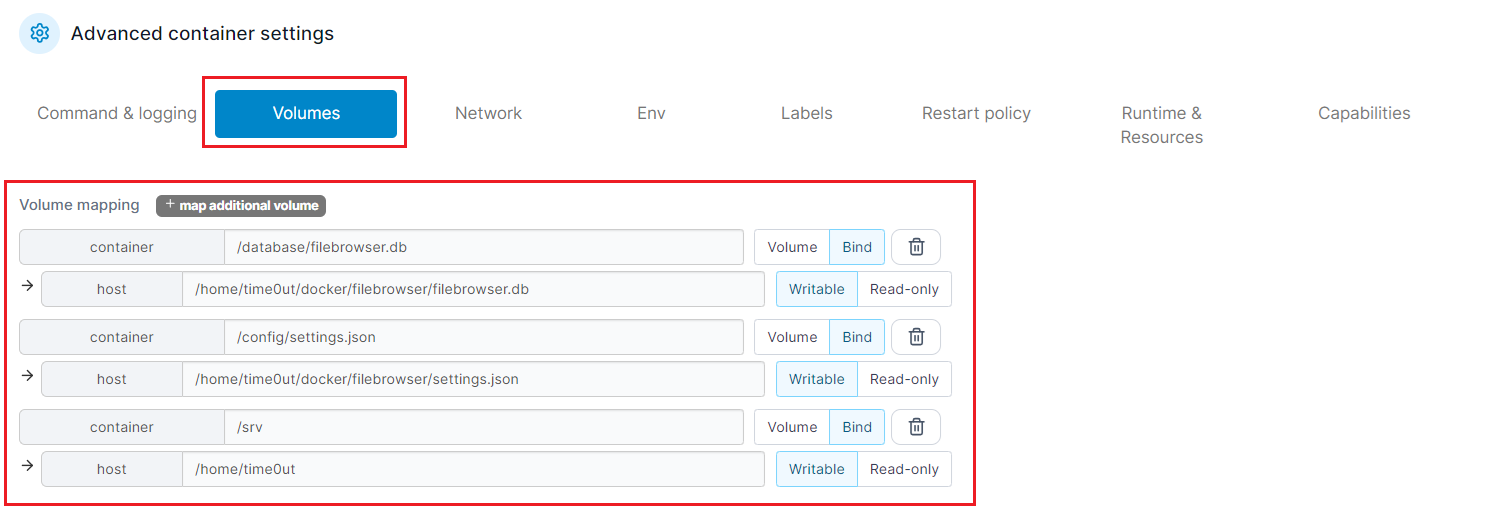 Advanced container settings
Command & logging Volumes Network Env Labels Restart policy Runtime & Resources Capabilities
Volume mapping + map additional volume
container /database/filebrowser.db Volume Bind
→ host /home/time0ut/docker/filebrowser/filebrowser.db Writable Read-only
container /config/settings.json Volume Bind
→ host /home/time0ut/docker/filebrowser/settings.json Writable Read-only
container /srv Volume Bind
→ host /home/time0ut Writable Read-only